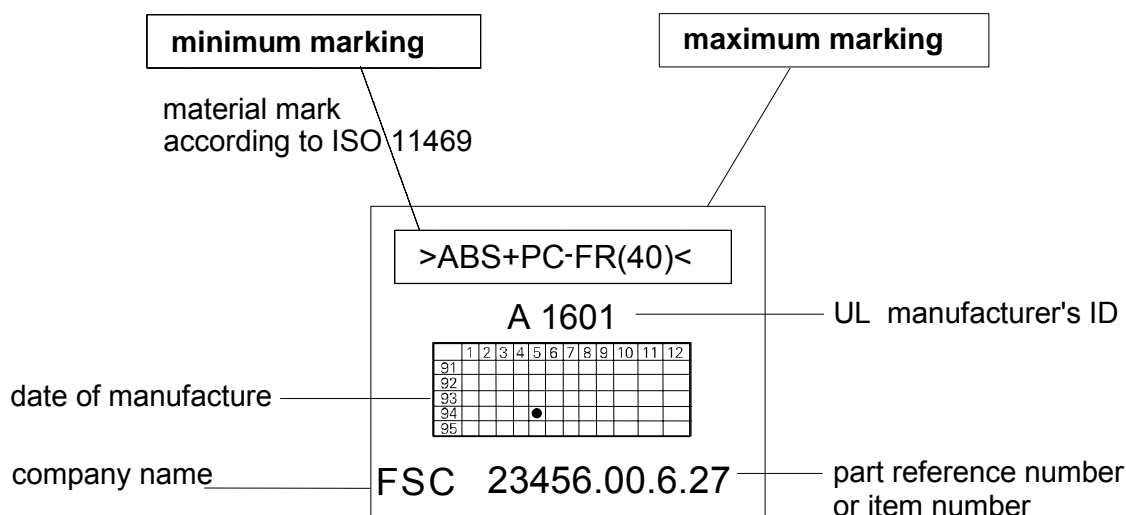 minimum marking
maximum marking
material mark
according to ISO 11469
>ABS+PC-FR(40)<
A 1601
UL manufacturer's ID
1 2 3 4 5 6 7 8 9 10 11 12
91
92
93
94
95
date of manufacture
company name
FSC 23456.00.6.27
part reference number
or item number